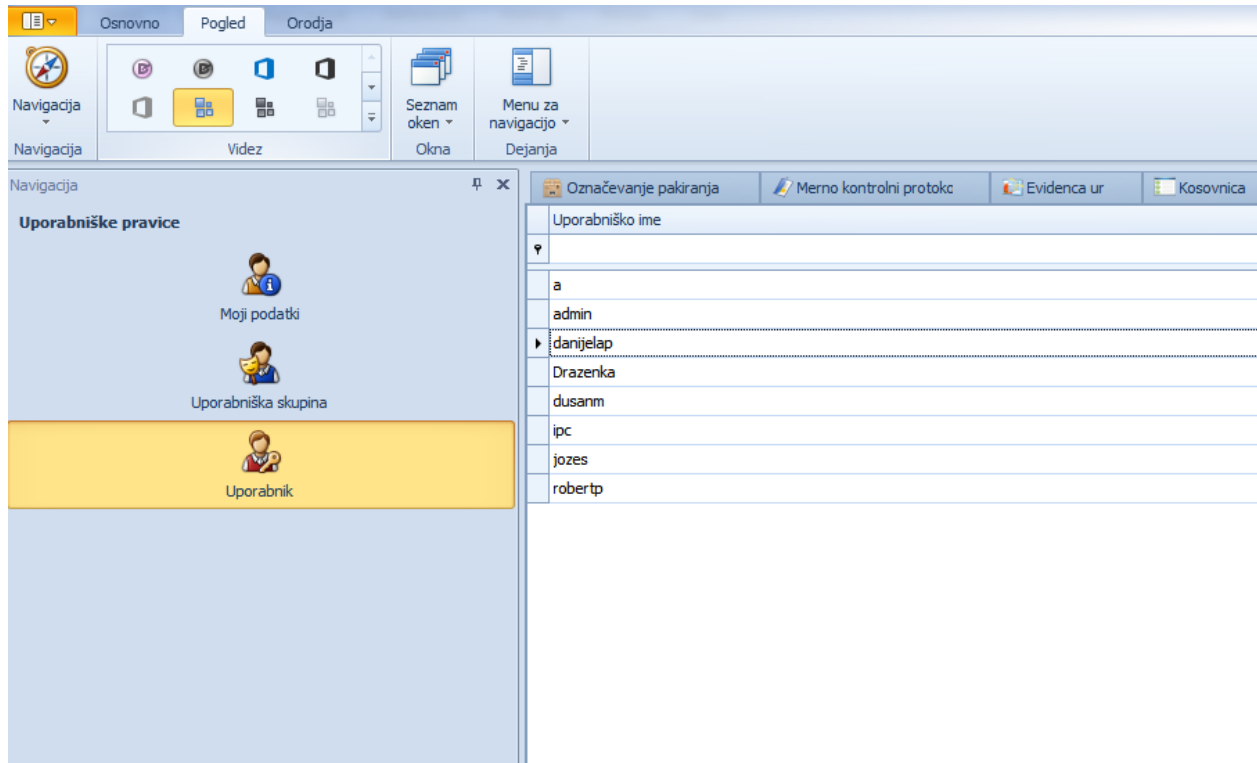 Osnovno
Pogled
Orodja
Navigacija
Seznam oken
Menu za navigacijo
Navigacija
Videz
Okna
Dejanja
Navigacija
Uporabniške pravice
Moji podatki
Uporabniška skupina
Uporabnik
Označevanje pakiranja
Merno kontrolni protokc
Evidenca ur
Kosovnica
Uporabniško ime
a
admin
danijelap
Drazenka
dusanm
ipc
jozes
robertp